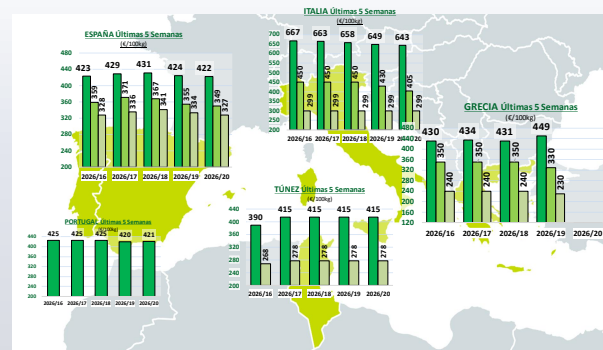 ESPAÑA Últimas 5 Semanas
(€/100kg)
480
440
400
360
320
280
240
200
423 359 328
429 371 336
431 367 341
424 355 334
422 349 327
2026/16 2026/17 2026/18 2026/19 2026/20
ITALIA Últimas 5 Semanas
(€/100kg)
700
650
600
550
500
450
400
350
300
250
200
667 450 299
663 450 299
658 450 299
649 430 299
643 405 299
2026/16 2026/17 2026/18 2026/19
GRECIA Últimas 5 Semanas
(€/100kg)
480
440
400
360
320
280
240
200
160
120
430 350 240
434 350 240
431 350 240
449 330 230
2026/16 2026/17 2026/18 2026/19 2026/20
PORTUGAL Últimas 5 Semanas
(€/100kg)
440
400
360
320
280
240
200
425 425 425 420 421
2026/16 2026/17 2026/18 2026/19 2026/20
TÚNEZ Últimas 5 Semanas
(€/100kg)
440
400
360
320
280
240
200
390 268
415 278
415 278
415 278
415 278
2026/16 2026/17 2026/18 2026/19 2026/20